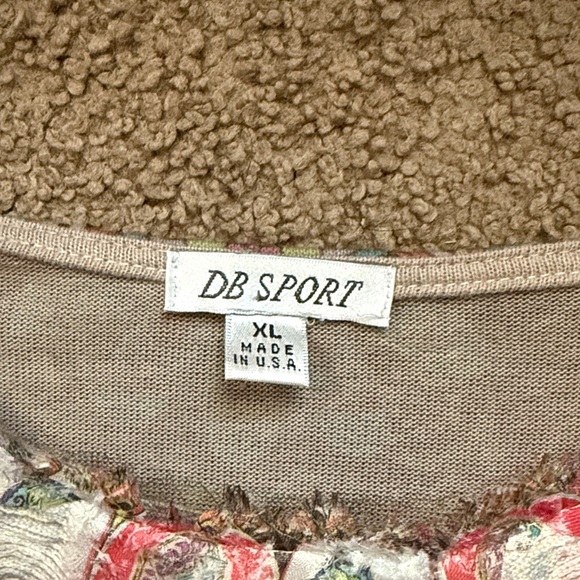 DB SPORT
XL
MADE
IN U.S.A.